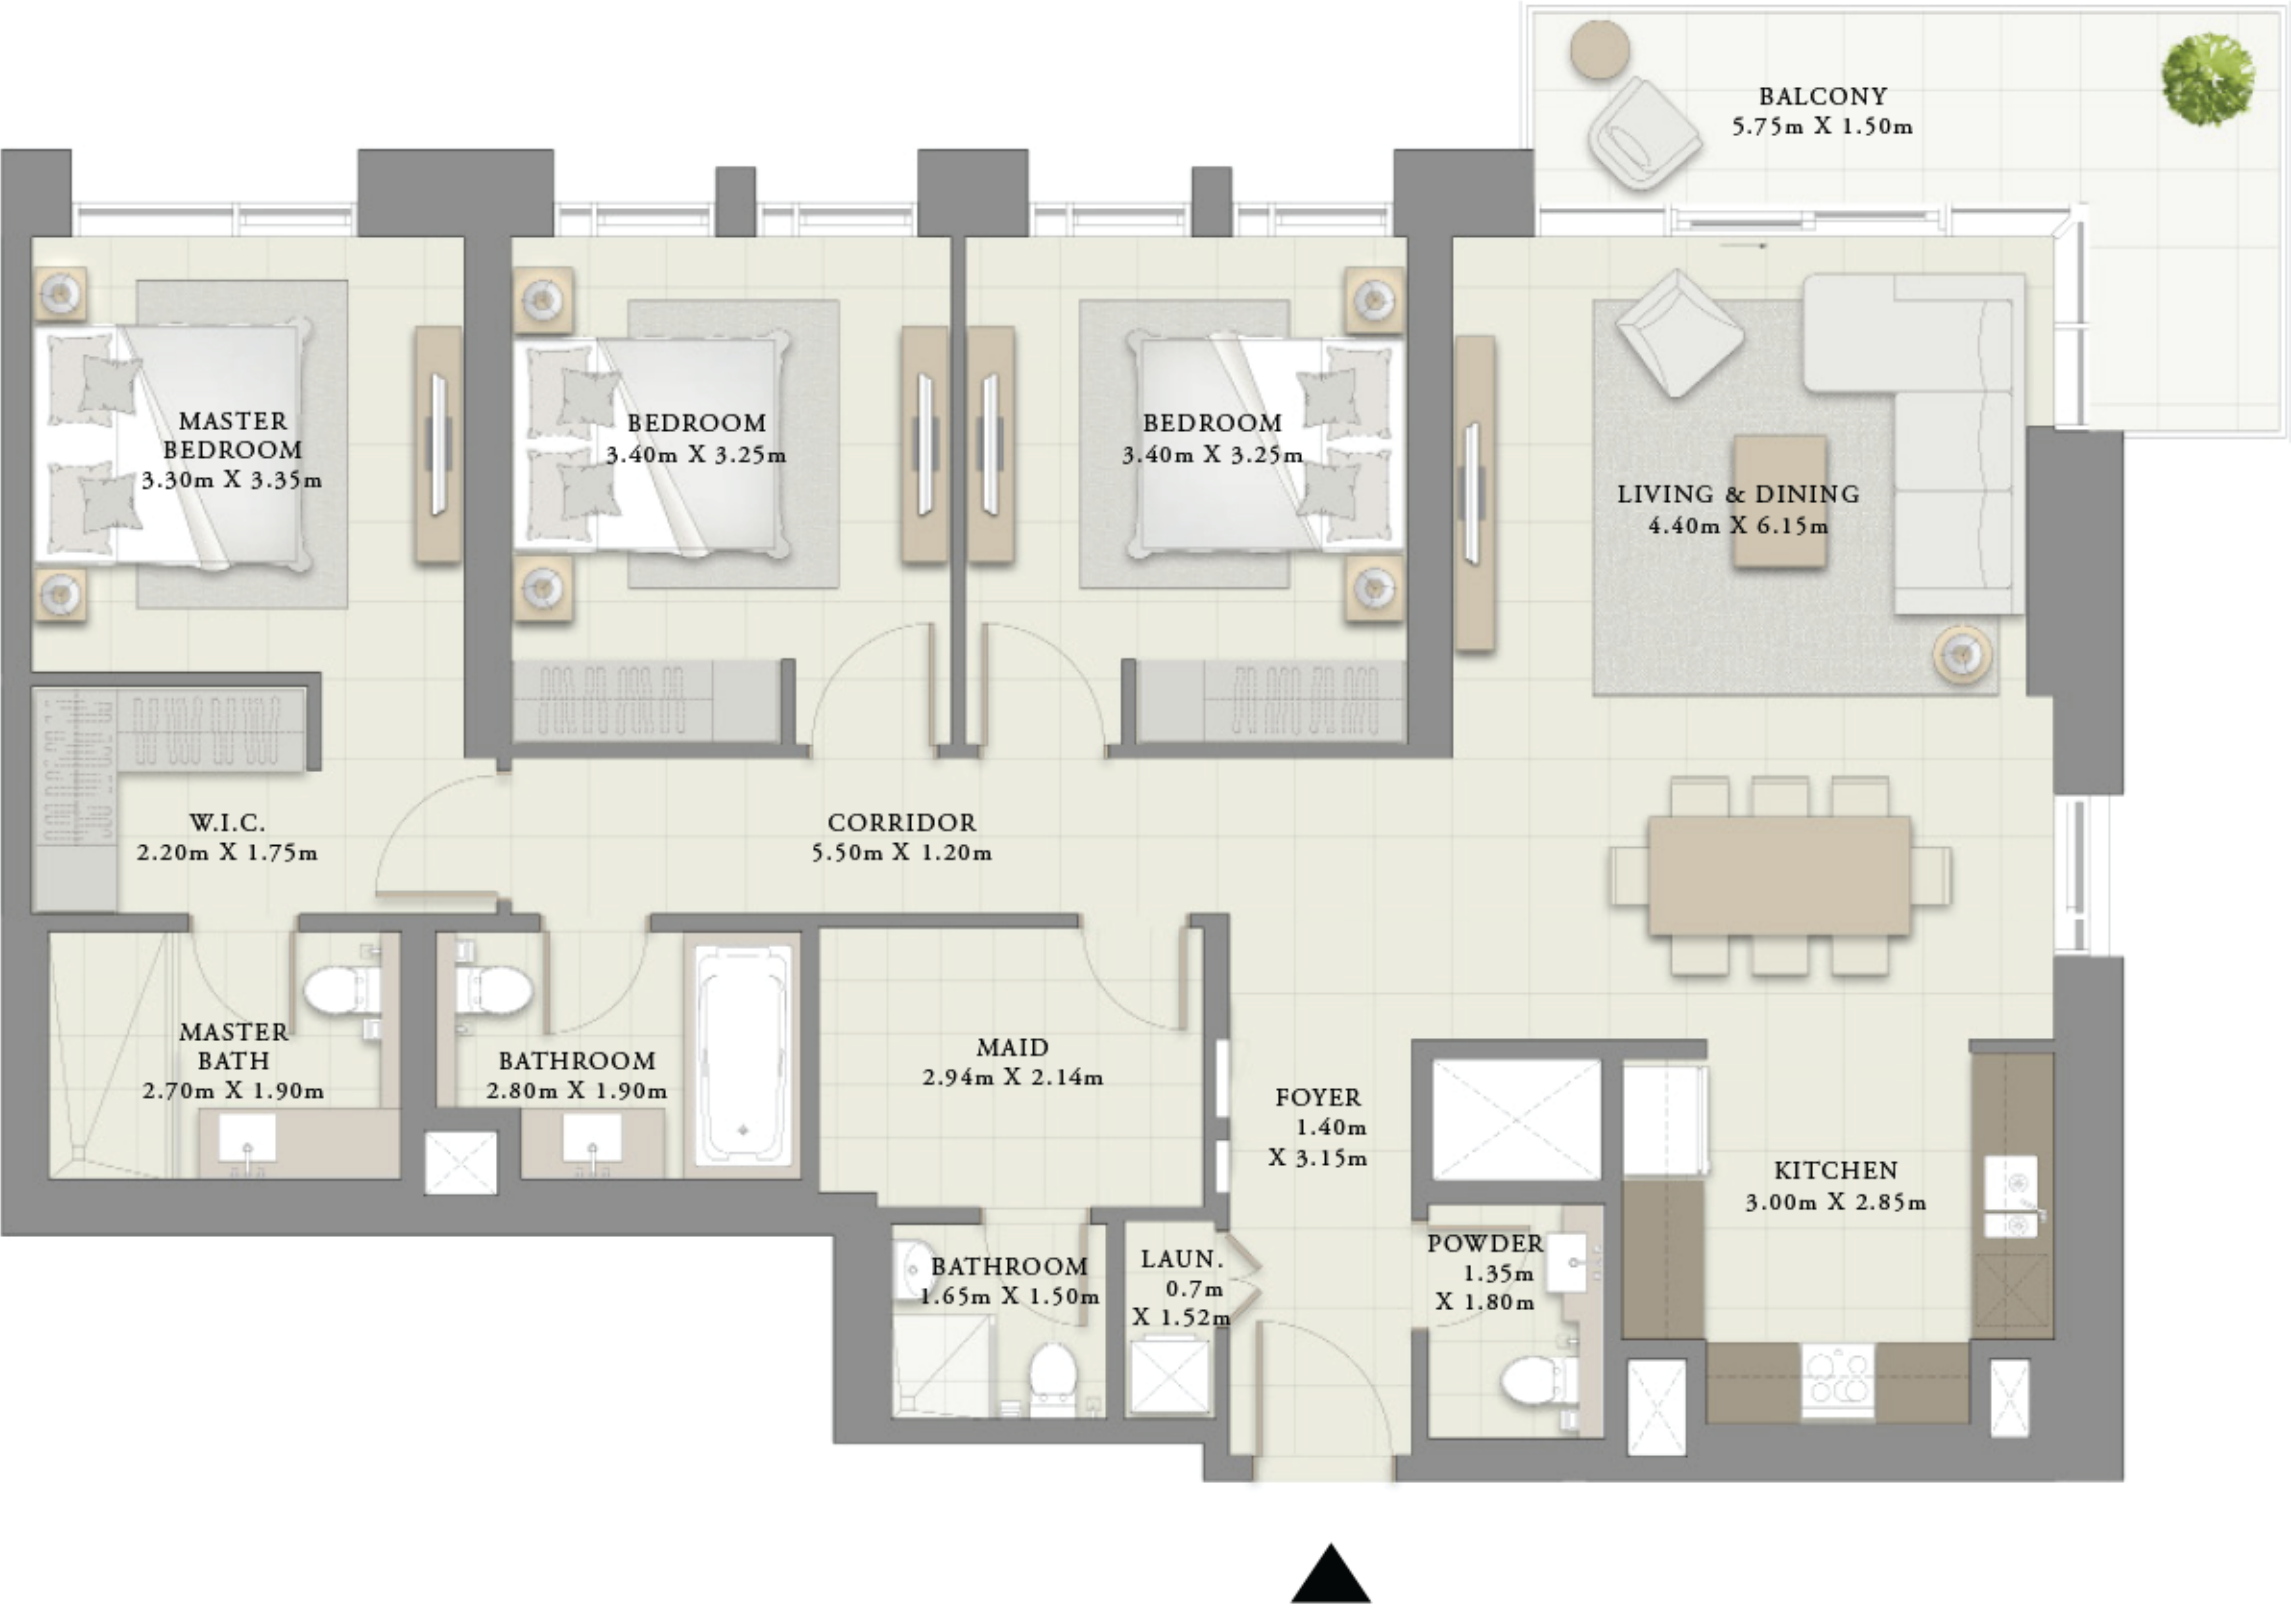 BALCONY
5.75m X 1.50m
MASTER
BEDROOM
3.30m X 3.35m
BEDROOM
3.40m X 3.25m
BEDROOM
3.40m X 3.25m
LIVING & DINING
4.40m X 6.15m
W.I.C.
2.20m X 1.75m
CORRIDOR
5.50m X 1.20m
MASTER
BATH
2.70m X 1.90m
BATHROOM
2.80m X 1.90m
MAID
2.94m X 2.14m
FOYER
1.40m
X 3.15m
KITCHEN
3.00m X 2.85m
BATHROOM
1.65m X 1.50m
LAUN.
0.7m
X 1.52m
POWDER
1.35m
X 1.80m